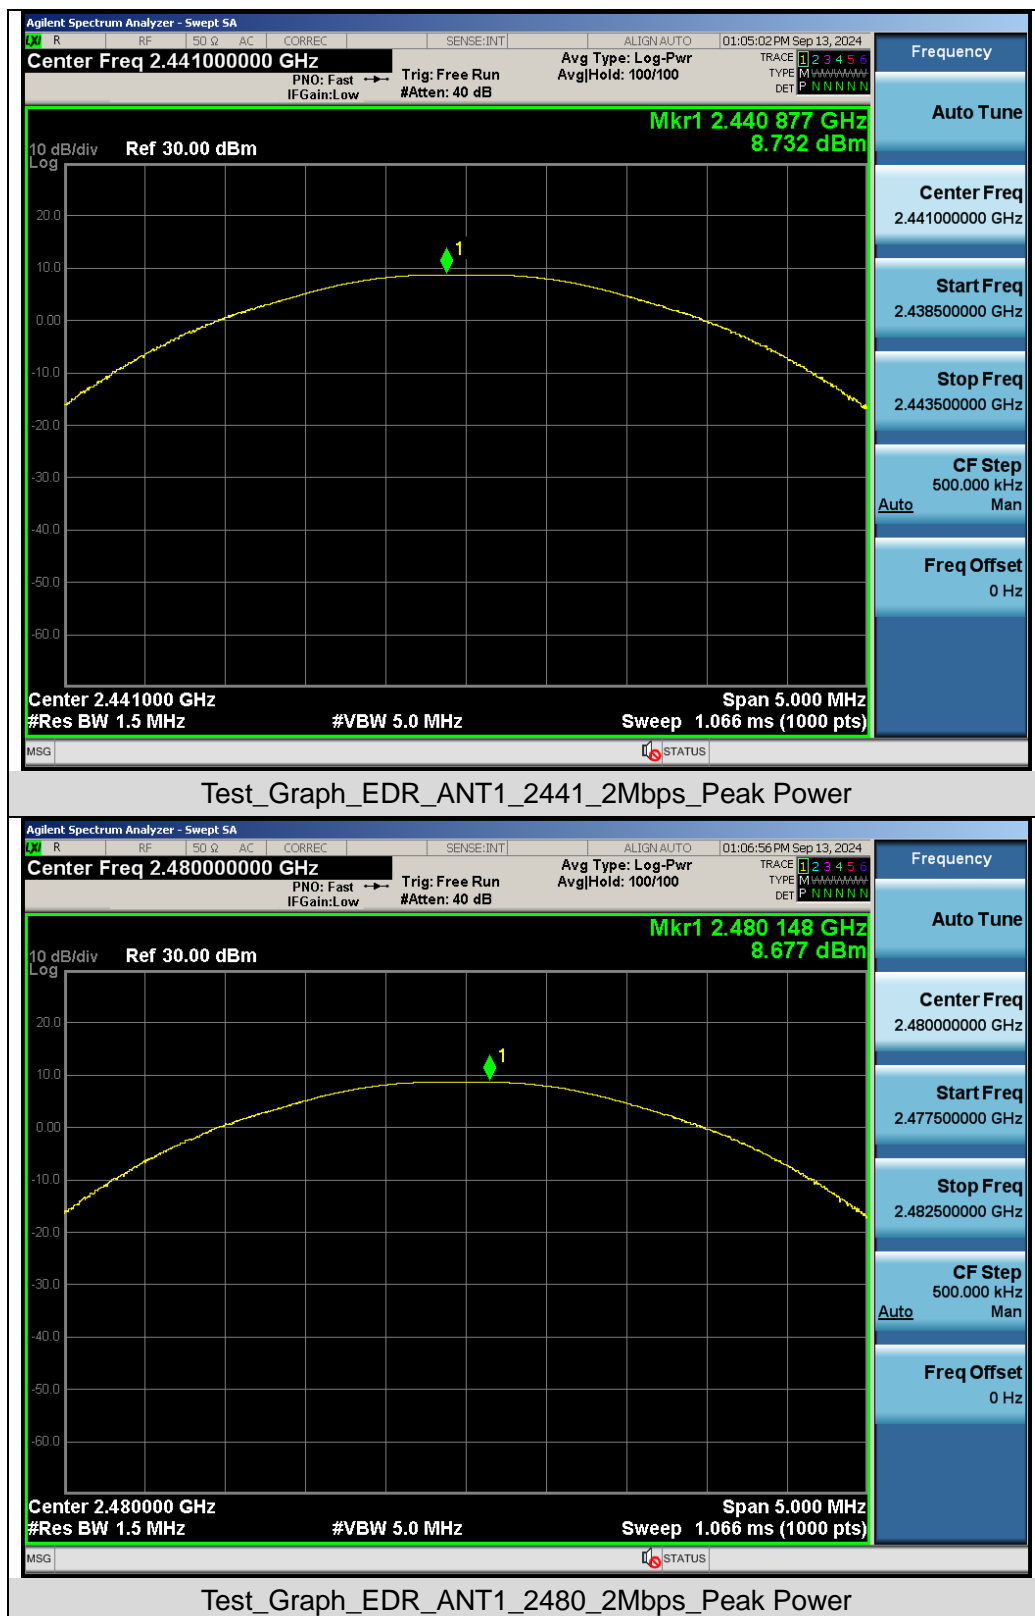 Agilent Spectrum Analyzer - Swept SA
LXI R RF 50 Ω AC CORREC SENSE:INT ALIGN AUTO 01:05:02 PM Sep 13, 2024
Center Freq 2.441000000 GHz
PNO: Fast
IFGain:Low
Trig: Free Run
#Atten: 40 dB
Avg Type: Log-Pwr
Avg|Hold: 100/100
TRACE 1 2 3 4 5 6
TYPE M WWWWW
DET P N N N N N
Mkr1 2.440 877 GHz
8.732 dBm
10 dB/div Ref 30.00 dBm
Log
20.0
1
10.0
0.00
-10.0
-20.0
-30.0
-40.0
-50.0
-60.0
Center 2.441000 GHz Span 5.000 MHz
#Res BW 1.5 MHz #VBW 5.0 MHz Sweep 1.066 ms (1000 pts)
MSG STATUS
Frequency
Auto Tune
Center Freq
2.441000000 GHz
Start Freq
2.438500000 GHz
Stop Freq
2.443500000 GHz
CF Step
500.000 kHz
Auto Man
Freq Offset
0 Hz
Test_Graph_EDR_ANT1_2441_2Mbps_Peak Power
Agilent Spectrum Analyzer - Swept SA
LXI R RF 50 Ω AC CORREC SENSE:INT ALIGN AUTO 01:06:56 PM Sep 13, 2024
Center Freq 2.480000000 GHz
PNO: Fast
IFGain:Low
Trig: Free Run
#Atten: 40 dB
Avg Type: Log-Pwr
Avg|Hold: 100/100
TRACE 1 2 3 4 5 6
TYPE M WWWWW
DET P N N N N N
Mkr1 2.480 148 GHz
8.677 dBm
10 dB/div Ref 30.00 dBm
Log
20.0
1
10.0
0.00
-10.0
-20.0
-30.0
-40.0
-50.0
-60.0
Center 2.480000 GHz Span 5.000 MHz
#Res BW 1.5 MHz #VBW 5.0 MHz Sweep 1.066 ms (1000 pts)
MSG STATUS
Frequency
Auto Tune
Center Freq
2.480000000 GHz
Start Freq
2.477500000 GHz
Stop Freq
2.482500000 GHz
CF Step
500.000 kHz
Auto Man
Freq Offset
0 Hz
Test_Graph_EDR_ANT1_2480_2Mbps_Peak Power